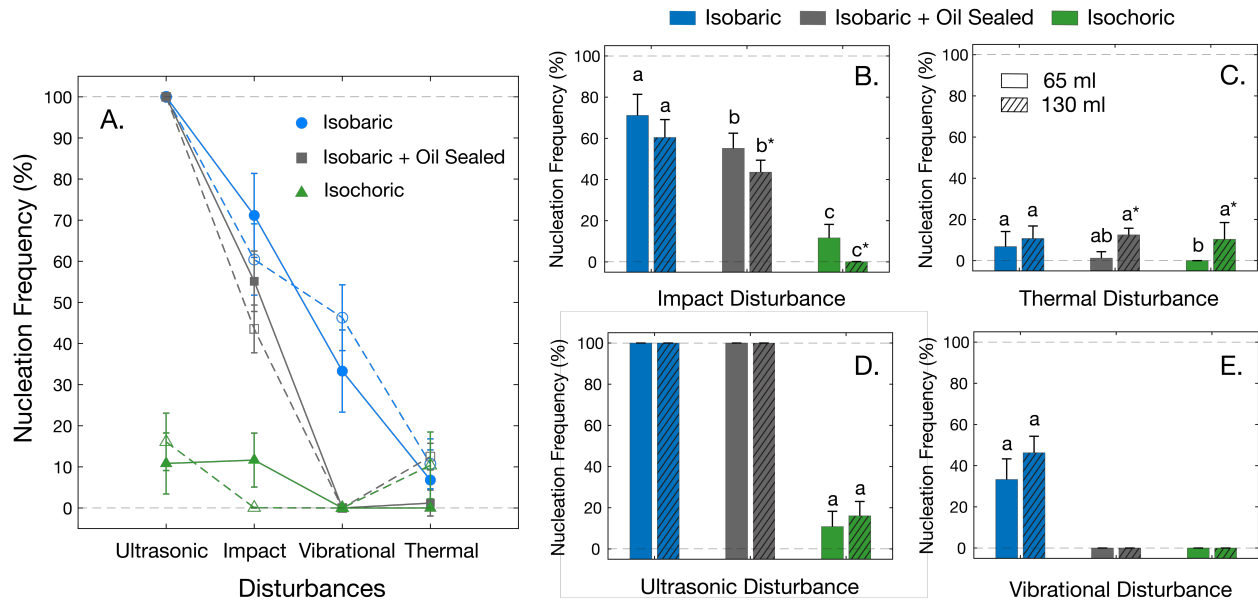 Isobaric Isobaric + Oil Sealed Isochoric
A.
Nucleation Frequency (%)
100
90
80
70
60
50
40
30
20
10
0
Isobaric
Isobaric + Oil Sealed
Isochoric
Ultrasonic Impact Vibrational Thermal
Disturbances
B.
Nucleation Frequency (%)
100
80
60
40
20
0
a a b b* c c*
Impact Disturbance
C.
Nucleation Frequency (%)
100
80
60
40
20
0
65 ml
130 ml
a a ab a* b a*
Thermal Disturbance
D.
Nucleation Frequency (%)
100
80
60
40
20
0
a a
Ultrasonic Disturbance
E.
Nucleation Frequency (%)
100
80
60
40
20
0
a a
Vibrational Disturbance